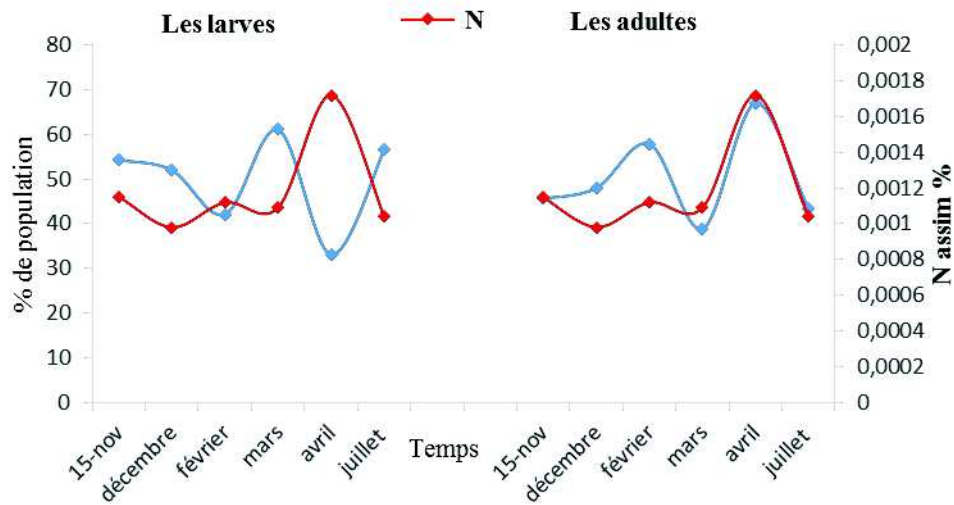 Les larves
N
Les adultes
80
70
60
50
40
30
20
10
0
% de population
0,002
0,0018
0,0016
0,0014
0,0012
0,001
0,0008
0,0006
0,0004
0,0002
0
N assim %
15-nov
décembre
février
mars
avril
juillet
Temps
15-nov
décembre
février
mars
avril
juillet